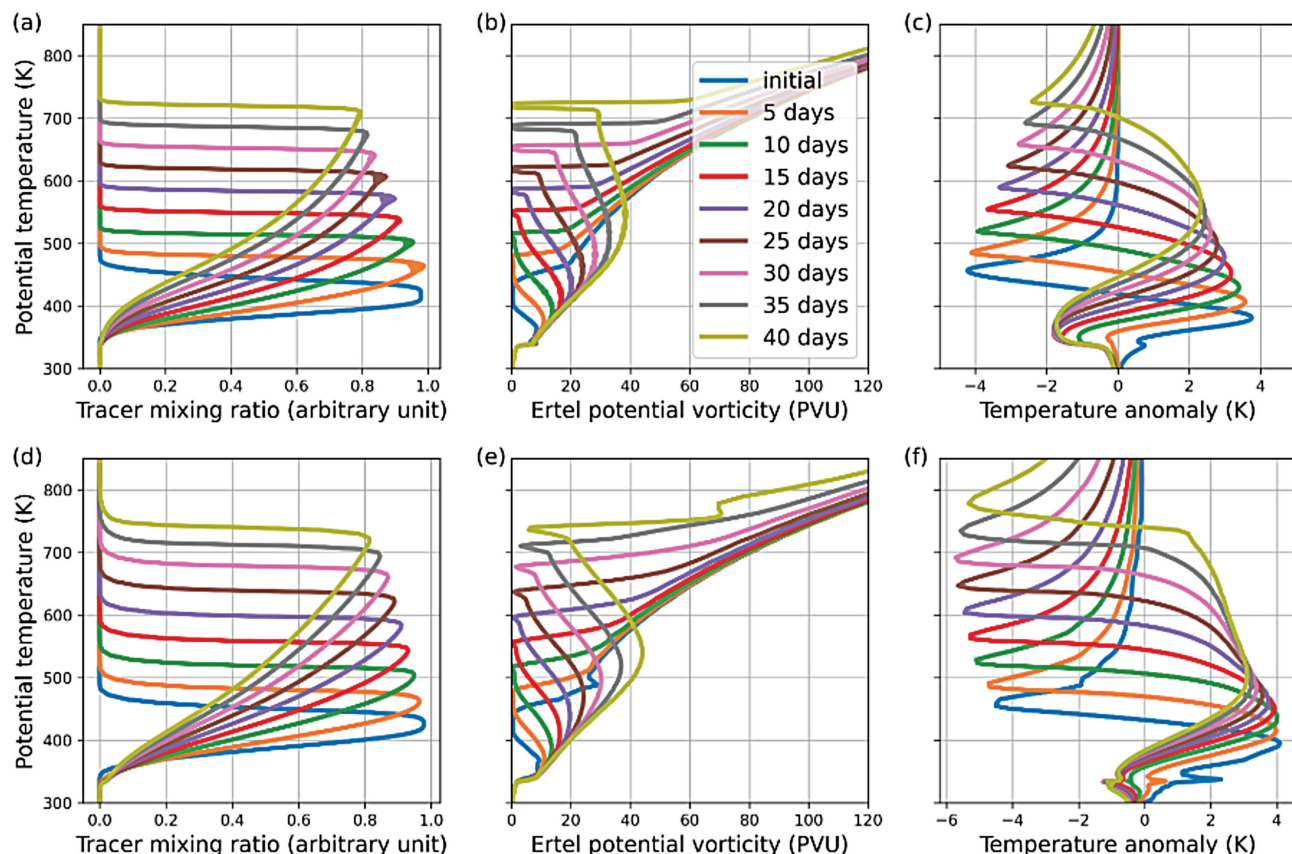 (a) (b) (c)
800
700
600
500
400
300
Potential temperature (K)
0.0 0.2 0.4 0.6 0.8 1.0
Tracer mixing ratio (arbitrary unit)
initial
5 days
10 days
15 days
20 days
25 days
30 days
35 days
40 days
0 20 40 60 80 100 120
Ertel potential vorticity (PVU)
−4 −2 0 2 4
Temperature anomaly (K)
(d) (e) (f)
800
700
600
500
400
300
Potential temperature (K)
0.0 0.2 0.4 0.6 0.8 1.0
Tracer mixing ratio (arbitrary unit)
0 20 40 60 80 100 120
Ertel potential vorticity (PVU)
−6 −4 −2 0 2 4
Temperature anomaly (K)